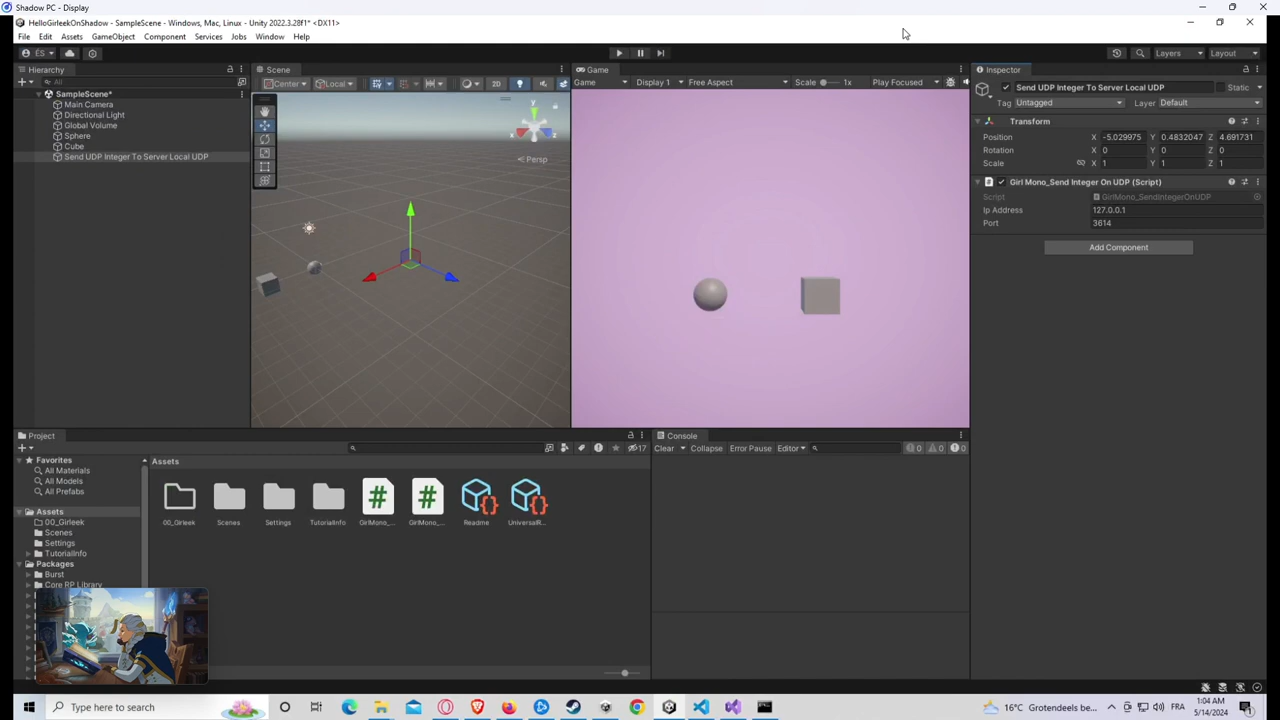 Shadow PC - Display
HelloGirleekOnShadow - SampleScene - Windows, Mac, Linux - Unity 2022.3.28f1* <DX11>
File Edit Assets GameObject Component Services Jobs Window Help
ÉS Layers Layout
Hierarchy
All
SampleScene*
Main Camera
Directional Light
Global Volume
Sphere
Cube
Send UDP Integer To Server Local UDP
Scene
Center Local 2D
y
x
z
Persp
Game
Game Display 1 Free Aspect Scale 1x Play Focused
Inspector
Send UDP Integer To Server Local UDP Static
Tag Untagged Layer Default
Transform
Position X -5.029975 Y 0.4832047 Z 4.691731
Rotation X 0 Y 0 Z 0
Scale X 1 Y 1 Z 1
# Girl Mono_Send Integer On UDP (Script)
Script GirlMono_SendIntegerOnUDP
Ip Address 127.0.0.1
Port 3614
Add Component
Project
17
Favorites
All Materials
All Models
All Prefabs
Assets
00_Girleek
Scenes
Settings
TutorialInfo
Packages
Burst
Core RP Library
Assets
# #
00_Girleek Scenes Settings TutorialInfo GirlMono_... GirlMono_... Readme UniversalR...
Console
Clear Collapse Error Pause Editor 0 0 0
Type here to search
16°C Grotendeels be... FRA 1:04 AM
5/14/2024
1